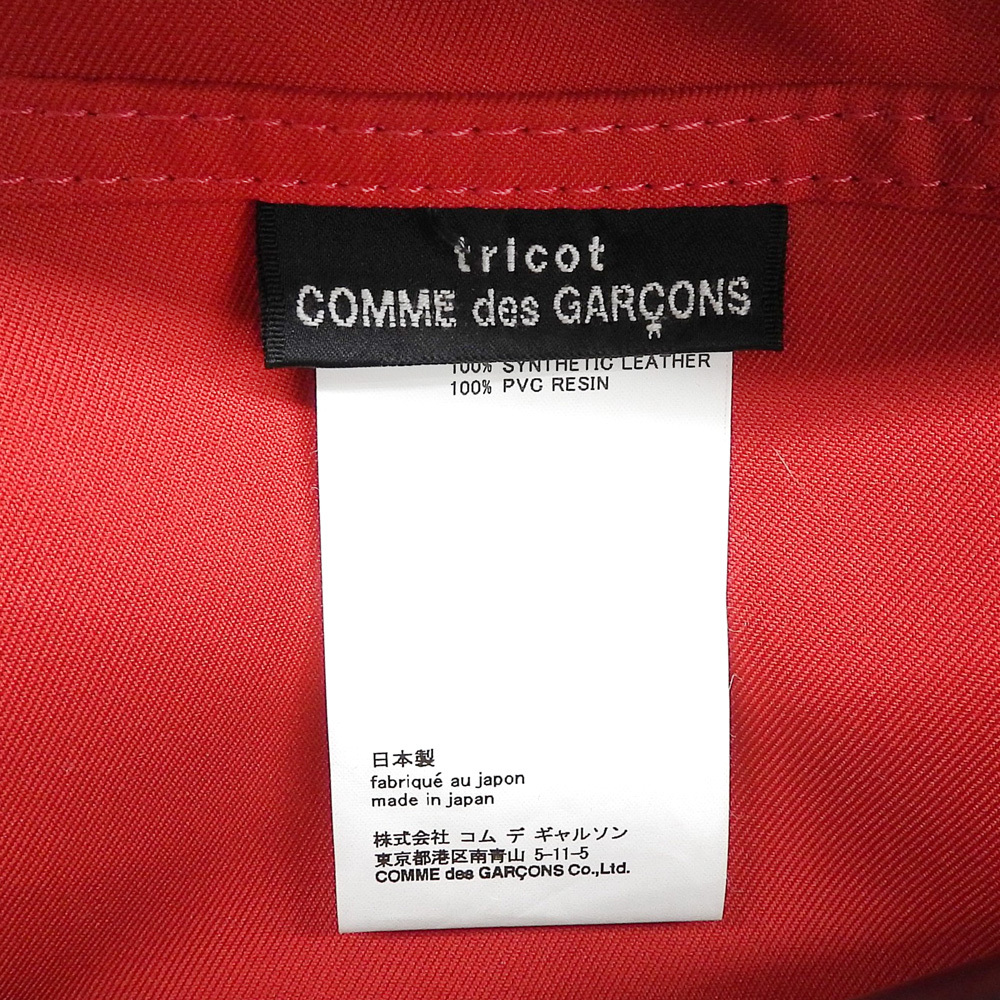 tricot
COMME des GARÇONS
100% SYNTHETIC LEATHER
100% PVC RESIN
日本製
fabriqué au japon
made in japan
株式会社 コム デ ギャルソン
東京都港区南青山 5-11-5
COMME des GARÇONS Co.,Ltd.